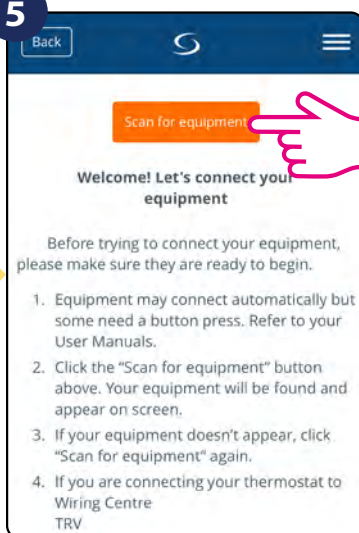 5
Back
Scan for equipment
Welcome! Let's connect your
equipment
Before trying to connect your equipment,
please make sure they are ready to begin.
1. Equipment may connect automatically but
some need a button press. Refer to your
User Manuals.
2. Click the “Scan for equipment” button
above. Your equipment will be found and
appear on screen.
3. If your equipment doesn’t appear, click
“Scan for equipment” again.
4. If you are connecting your thermostat to
Wiring Centre
TRV